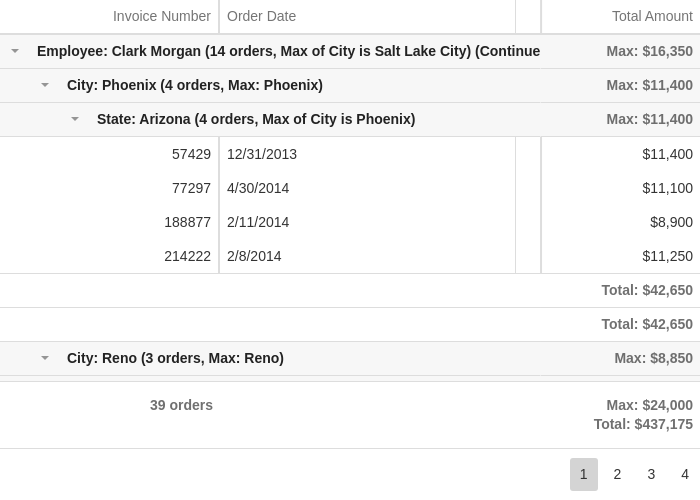 Invoice Number Order Date Total Amount
Employee: Clark Morgan (14 orders, Max of City is Salt Lake City) (Continue Max: $16,350
City: Phoenix (4 orders, Max: Phoenix) Max: $11,400
State: Arizona (4 orders, Max of City is Phoenix) Max: $11,400
57429 12/31/2013 $11,400
77297 4/30/2014 $11,100
188877 2/11/2014 $8,900
214222 2/8/2014 $11,250
Total: $42,650
Total: $42,650
City: Reno (3 orders, Max: Reno) Max: $8,850
39 orders Max: $24,000
Total: $437,175
1 2 3 4